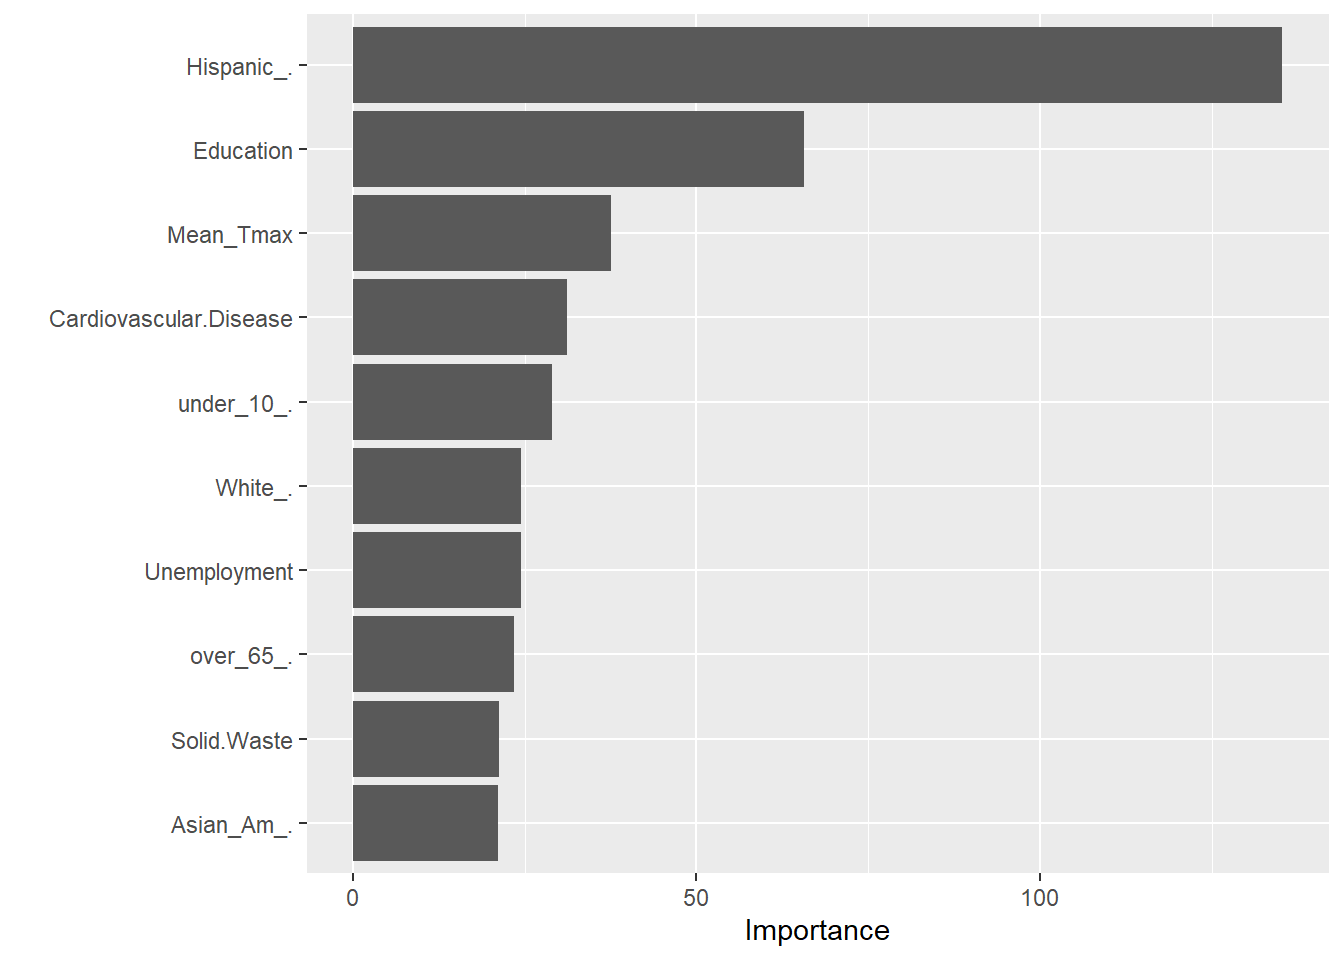 Hispanic_.
Education
Mean_Tmax
Cardiovascular.Disease
under_10_.
White_.
Unemployment
over_65_.
Solid.Waste
Asian_Am_.
0 50 100
Importance